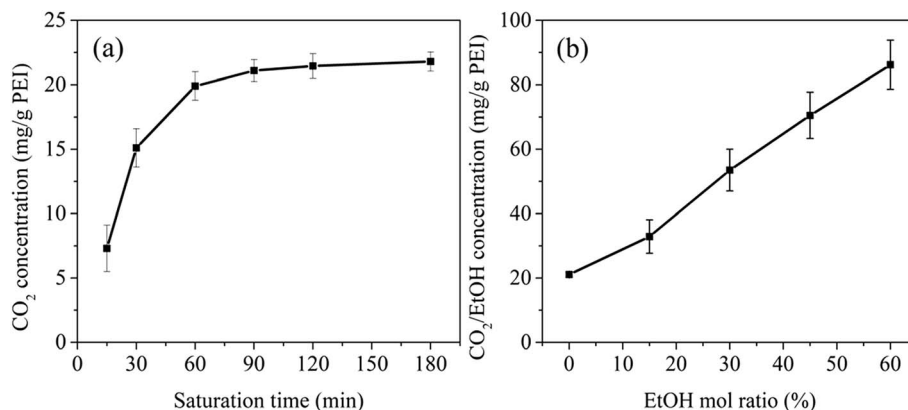 (a)
CO₂ concentration (mg/g PEI)
25
20
15
10
5
0
0 30 60 90 120 150 180
Saturation time (min)
(b)
CO₂/EtOH concentration (mg/g PEI)
100
80
60
40
20
0
0 10 20 30 40 50 60
EtOH mol ratio (%)